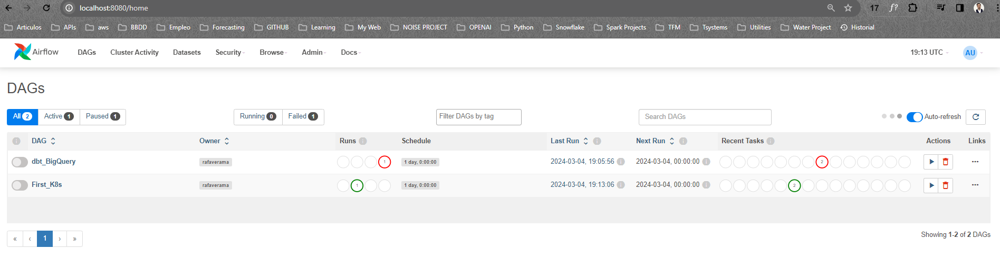 localhost:8080/home
17 f?
Articulos APIs aws BBDD Empleo Forecasting GITHUB Learning My Web NOISE PROJECT OPENAI Python Snowflake Spark Projects TFM Tsystems Utilities Water Project Historial
Airflow DAGs Cluster Activity Datasets Security Browse Admin Docs 19:13 UTC AU
DAGs
All 2 Active 1 Paused 1 Running 0 Failed 1 Filter DAGs by tag Search DAGs Auto-refresh
DAG Owner Runs Schedule Last Run Next Run Recent Tasks Actions Links
dbt_BigQuery rafaverama 1 1 day, 0:00:00 2024-03-04, 19:05:56 2024-03-04, 00:00:00 2
First_K8s rafaverama 1 1 day, 0:00:00 2024-03-04, 19:13:06 2024-03-04, 00:00:00 2
« ‹ 1 › » Showing 1-2 of 2 DAGs